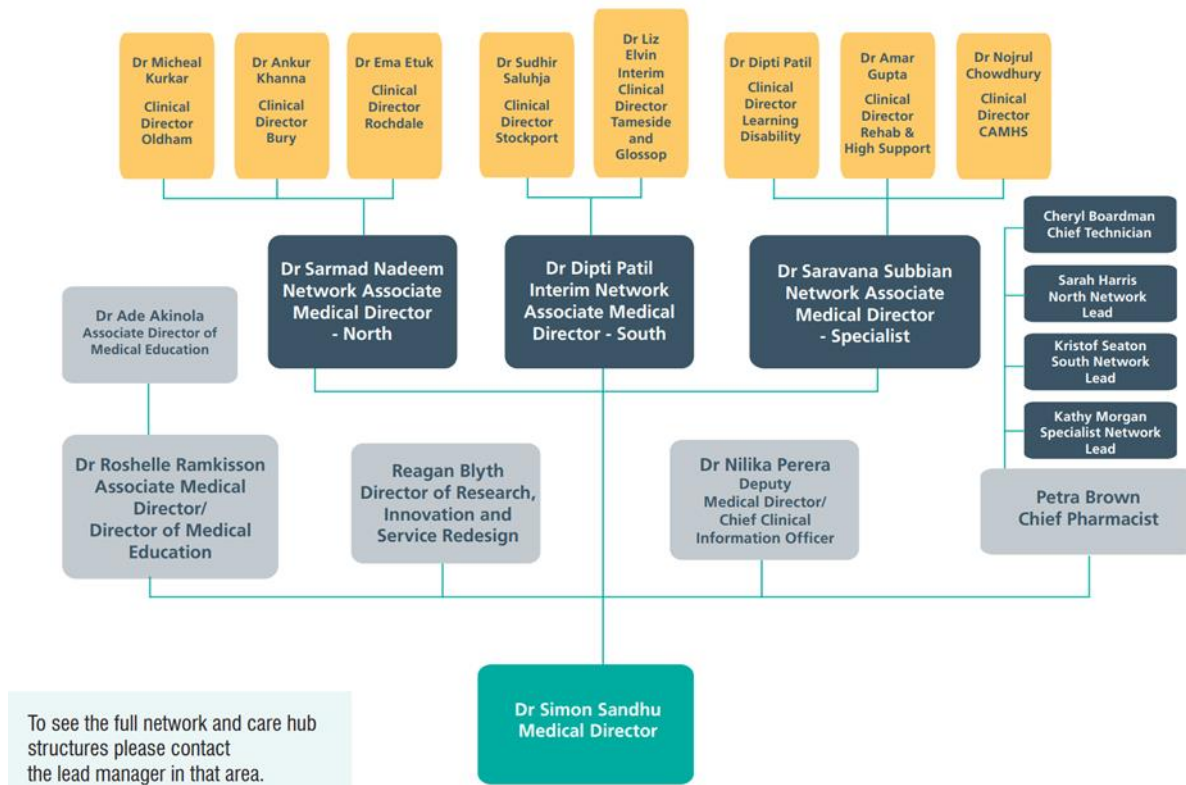 Dr Micheal
Kurkar
Clinical
Director
Oldham
Dr Ankur
Khanna
Clinical
Director
Bury
Dr Ema Etuk
Clinical
Director
Rochdale
Dr Sudhir
Saluhja
Clinical
Director
Stockport
Dr Liz
Elvin
Interim
Clinical
Director
Tameside
and
Glossop
Dr Dipti Patil
Clinical
Director
Learning
Disability
Dr Amar
Gupta
Clinical
Director
Rehab &
High Support
Dr Nojrul
Chowdhury
Clinical
Director
CAMHS
Dr Sarmad Nadeem
Network Associate
Medical Director
- North
Dr Dipti Patil
Interim Network
Associate Medical
Director - South
Dr Saravana Subbian
Network Associate
Medical Director
- Specialist
Cheryl Boardman
Chief Technician
Sarah Harris
North Network
Lead
Kristof Seaton
South Network
Lead
Kathy Morgan
Specialist Network
Lead
Dr Ade Akinola
Associate Director of
Medical Education
Dr Roshelle Ramkisson
Associate Medical
Director/
Director of Medical
Education
Reagan Blyth
Director of Research,
Innovation and
Service Redesign
Dr Nilika Perera
Deputy
Medical Director/
Chief Clinical
Information Officer
Petra Brown
Chief Pharmacist
Dr Simon Sandhu
Medical Director
To see the full network and care hub
structures please contact
the lead manager in that area.